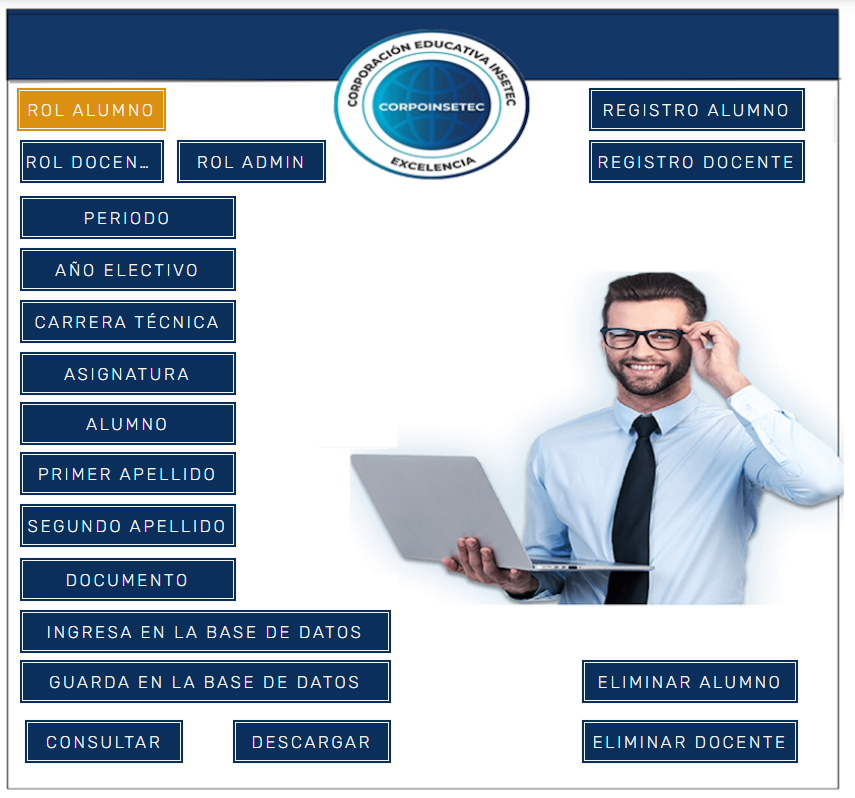 CORPORACIÓN EDUCATIVA INSETEC
CORPOINSETEC
EXCELENCIA
ROL ALUMNO
REGISTRO ALUMNO
ROL DOCEN...
ROL ADMIN
REGISTRO DOCENTE
PERIODO
AÑO ELECTIVO
CARRERA TÉCNICA
ASIGNATURA
ALUMNO
PRIMER APELLIDO
SEGUNDO APELLIDO
DOCUMENTO
INGRESA EN LA BASE DE DATOS
GUARDA EN LA BASE DE DATOS
ELIMINAR ALUMNO
CONSULTAR
DESCARGAR
ELIMINAR DOCENTE